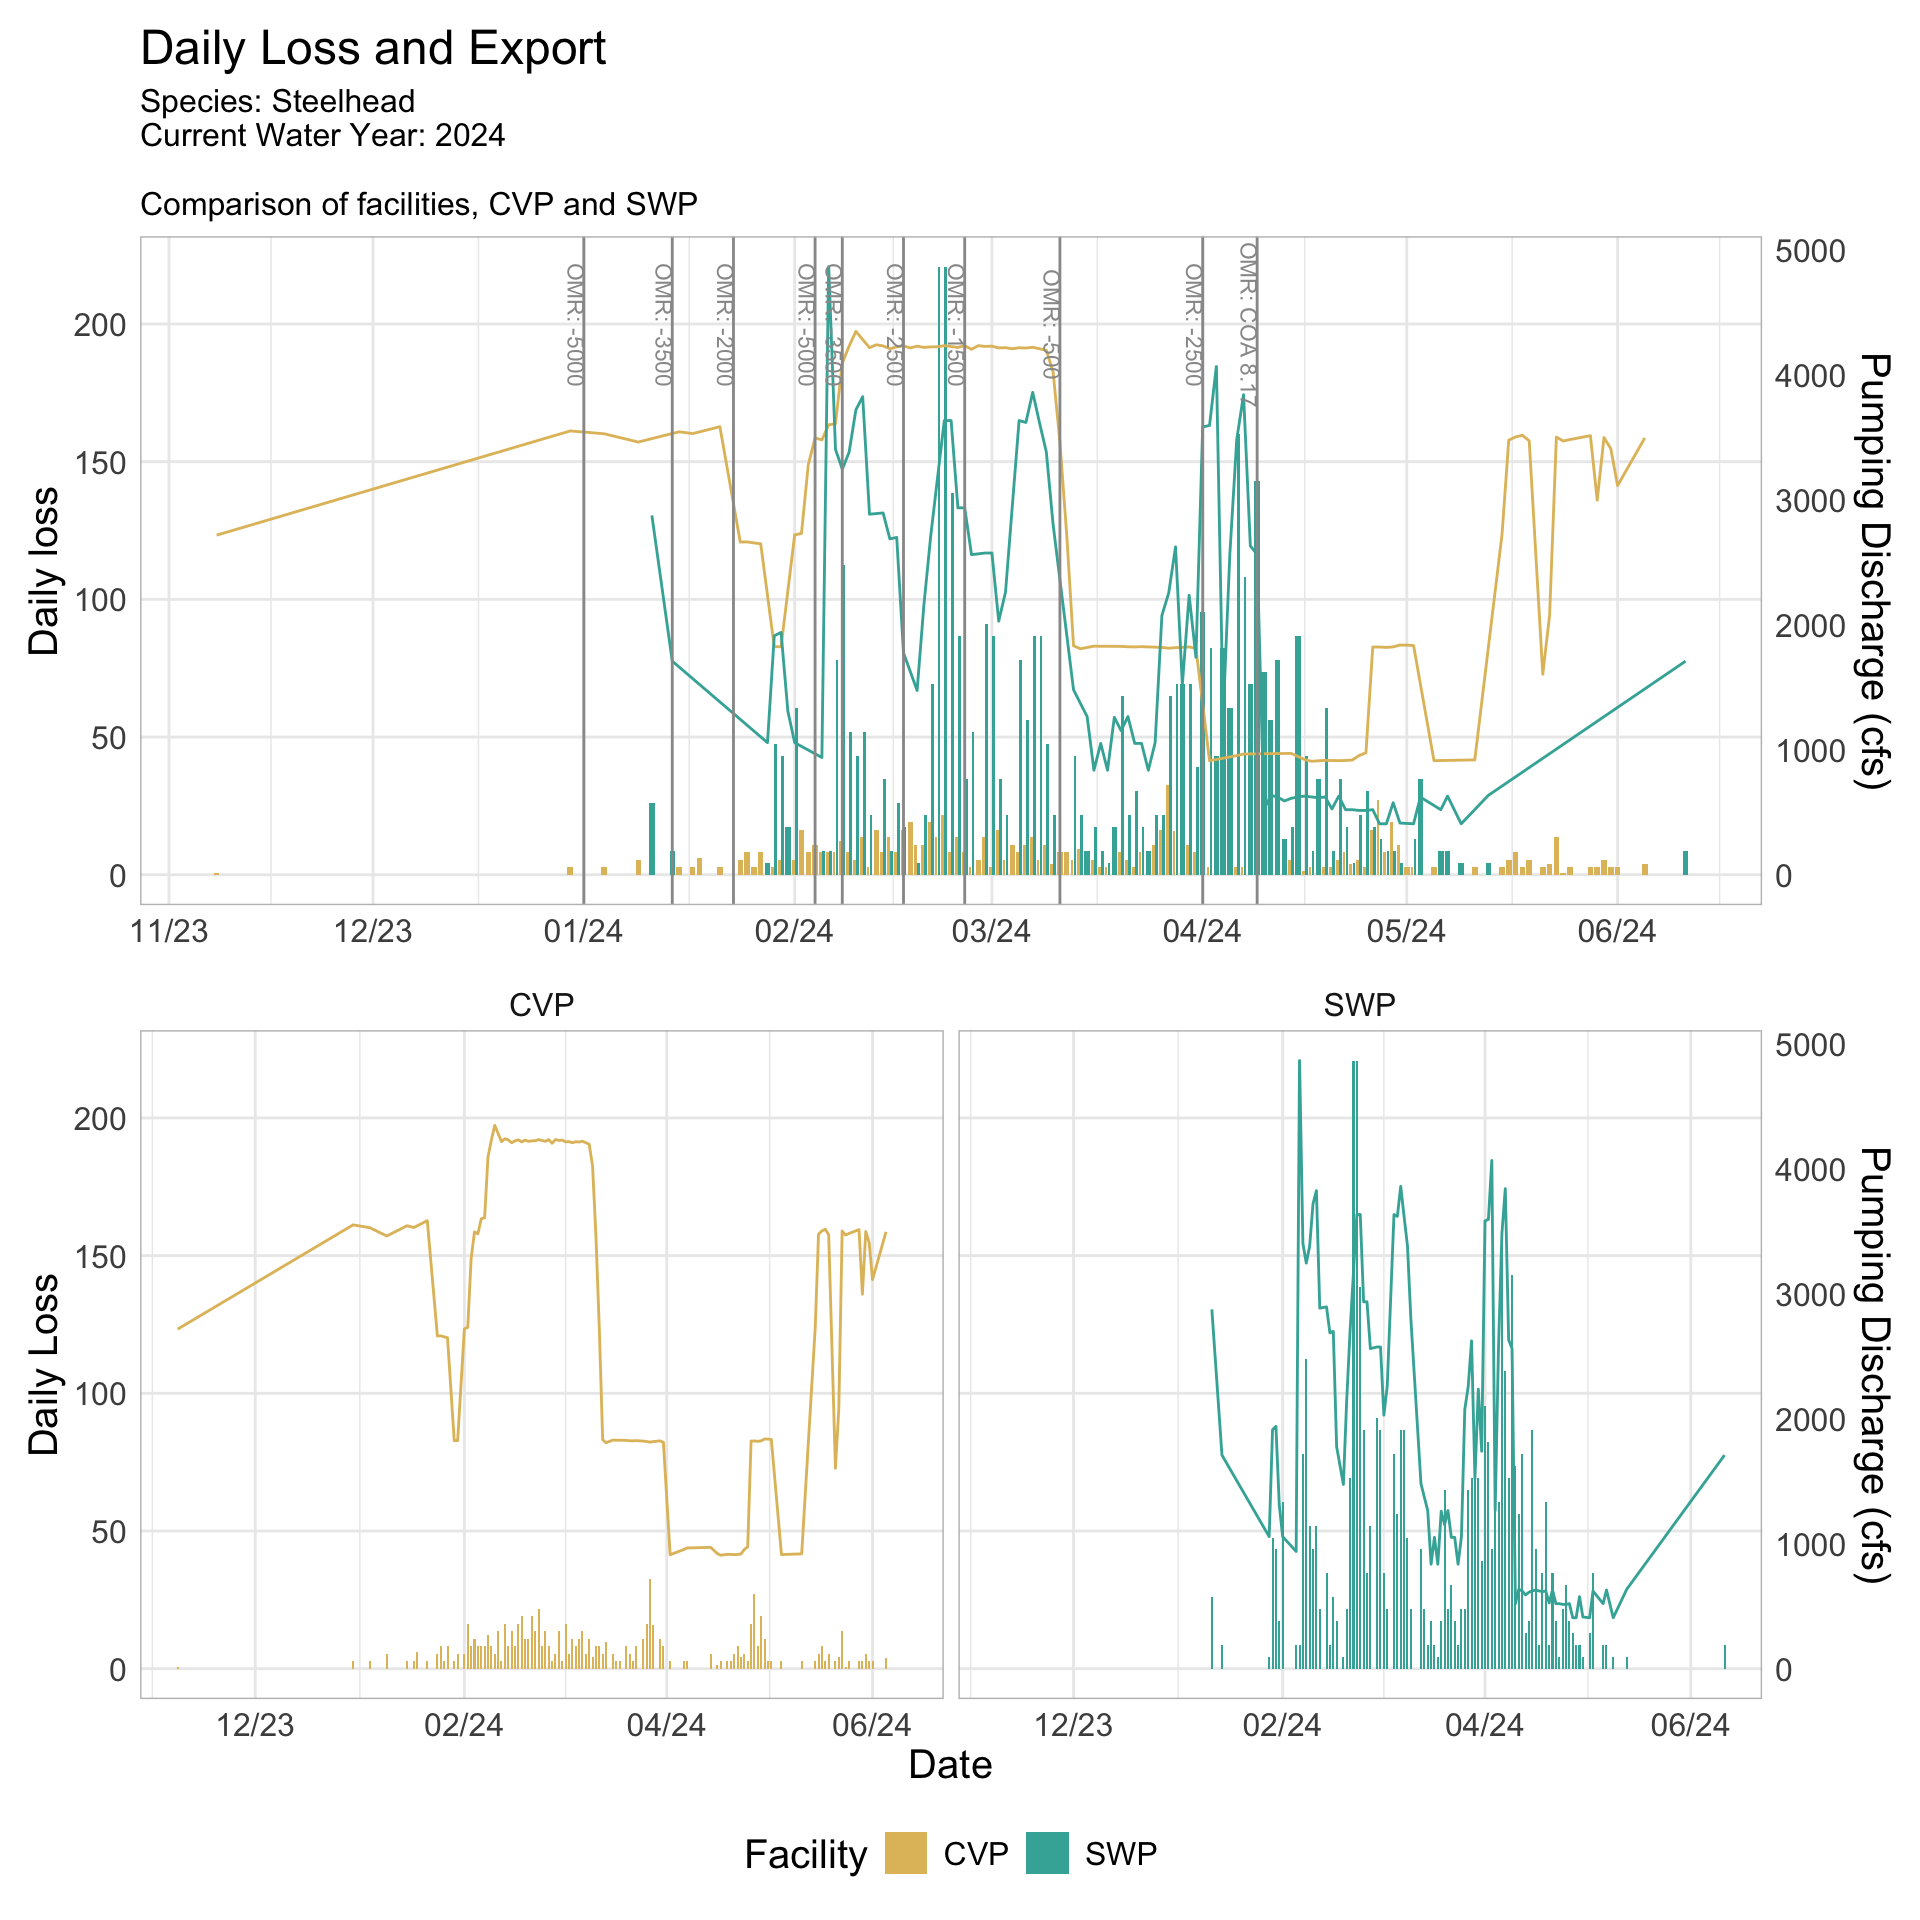 Daily Loss and Export
Species: Steelhead
Current Water Year: 2024
Comparison of facilities, CVP and SWP
Daily loss
200
150
100
50
0
OMR: -5000
OMR: -3500
OMR: -2000
OMR: -5000
OMR: -3500
OMR: -2500
OMR: -1500
OMR: -500
OMR: -2500
OMR: COA 8.17
5000
4000
3000
2000
1000
0
Pumping Discharge (cfs)
11/23
12/23
01/24
02/24
03/24
04/24
05/24
06/24
CVP
SWP
Daily Loss
200
150
100
50
0
5000
4000
3000
2000
1000
0
Pumping Discharge (cfs)
12/23
02/24
04/24
06/24
12/23
02/24
04/24
06/24
Date
Facility
CVP
SWP